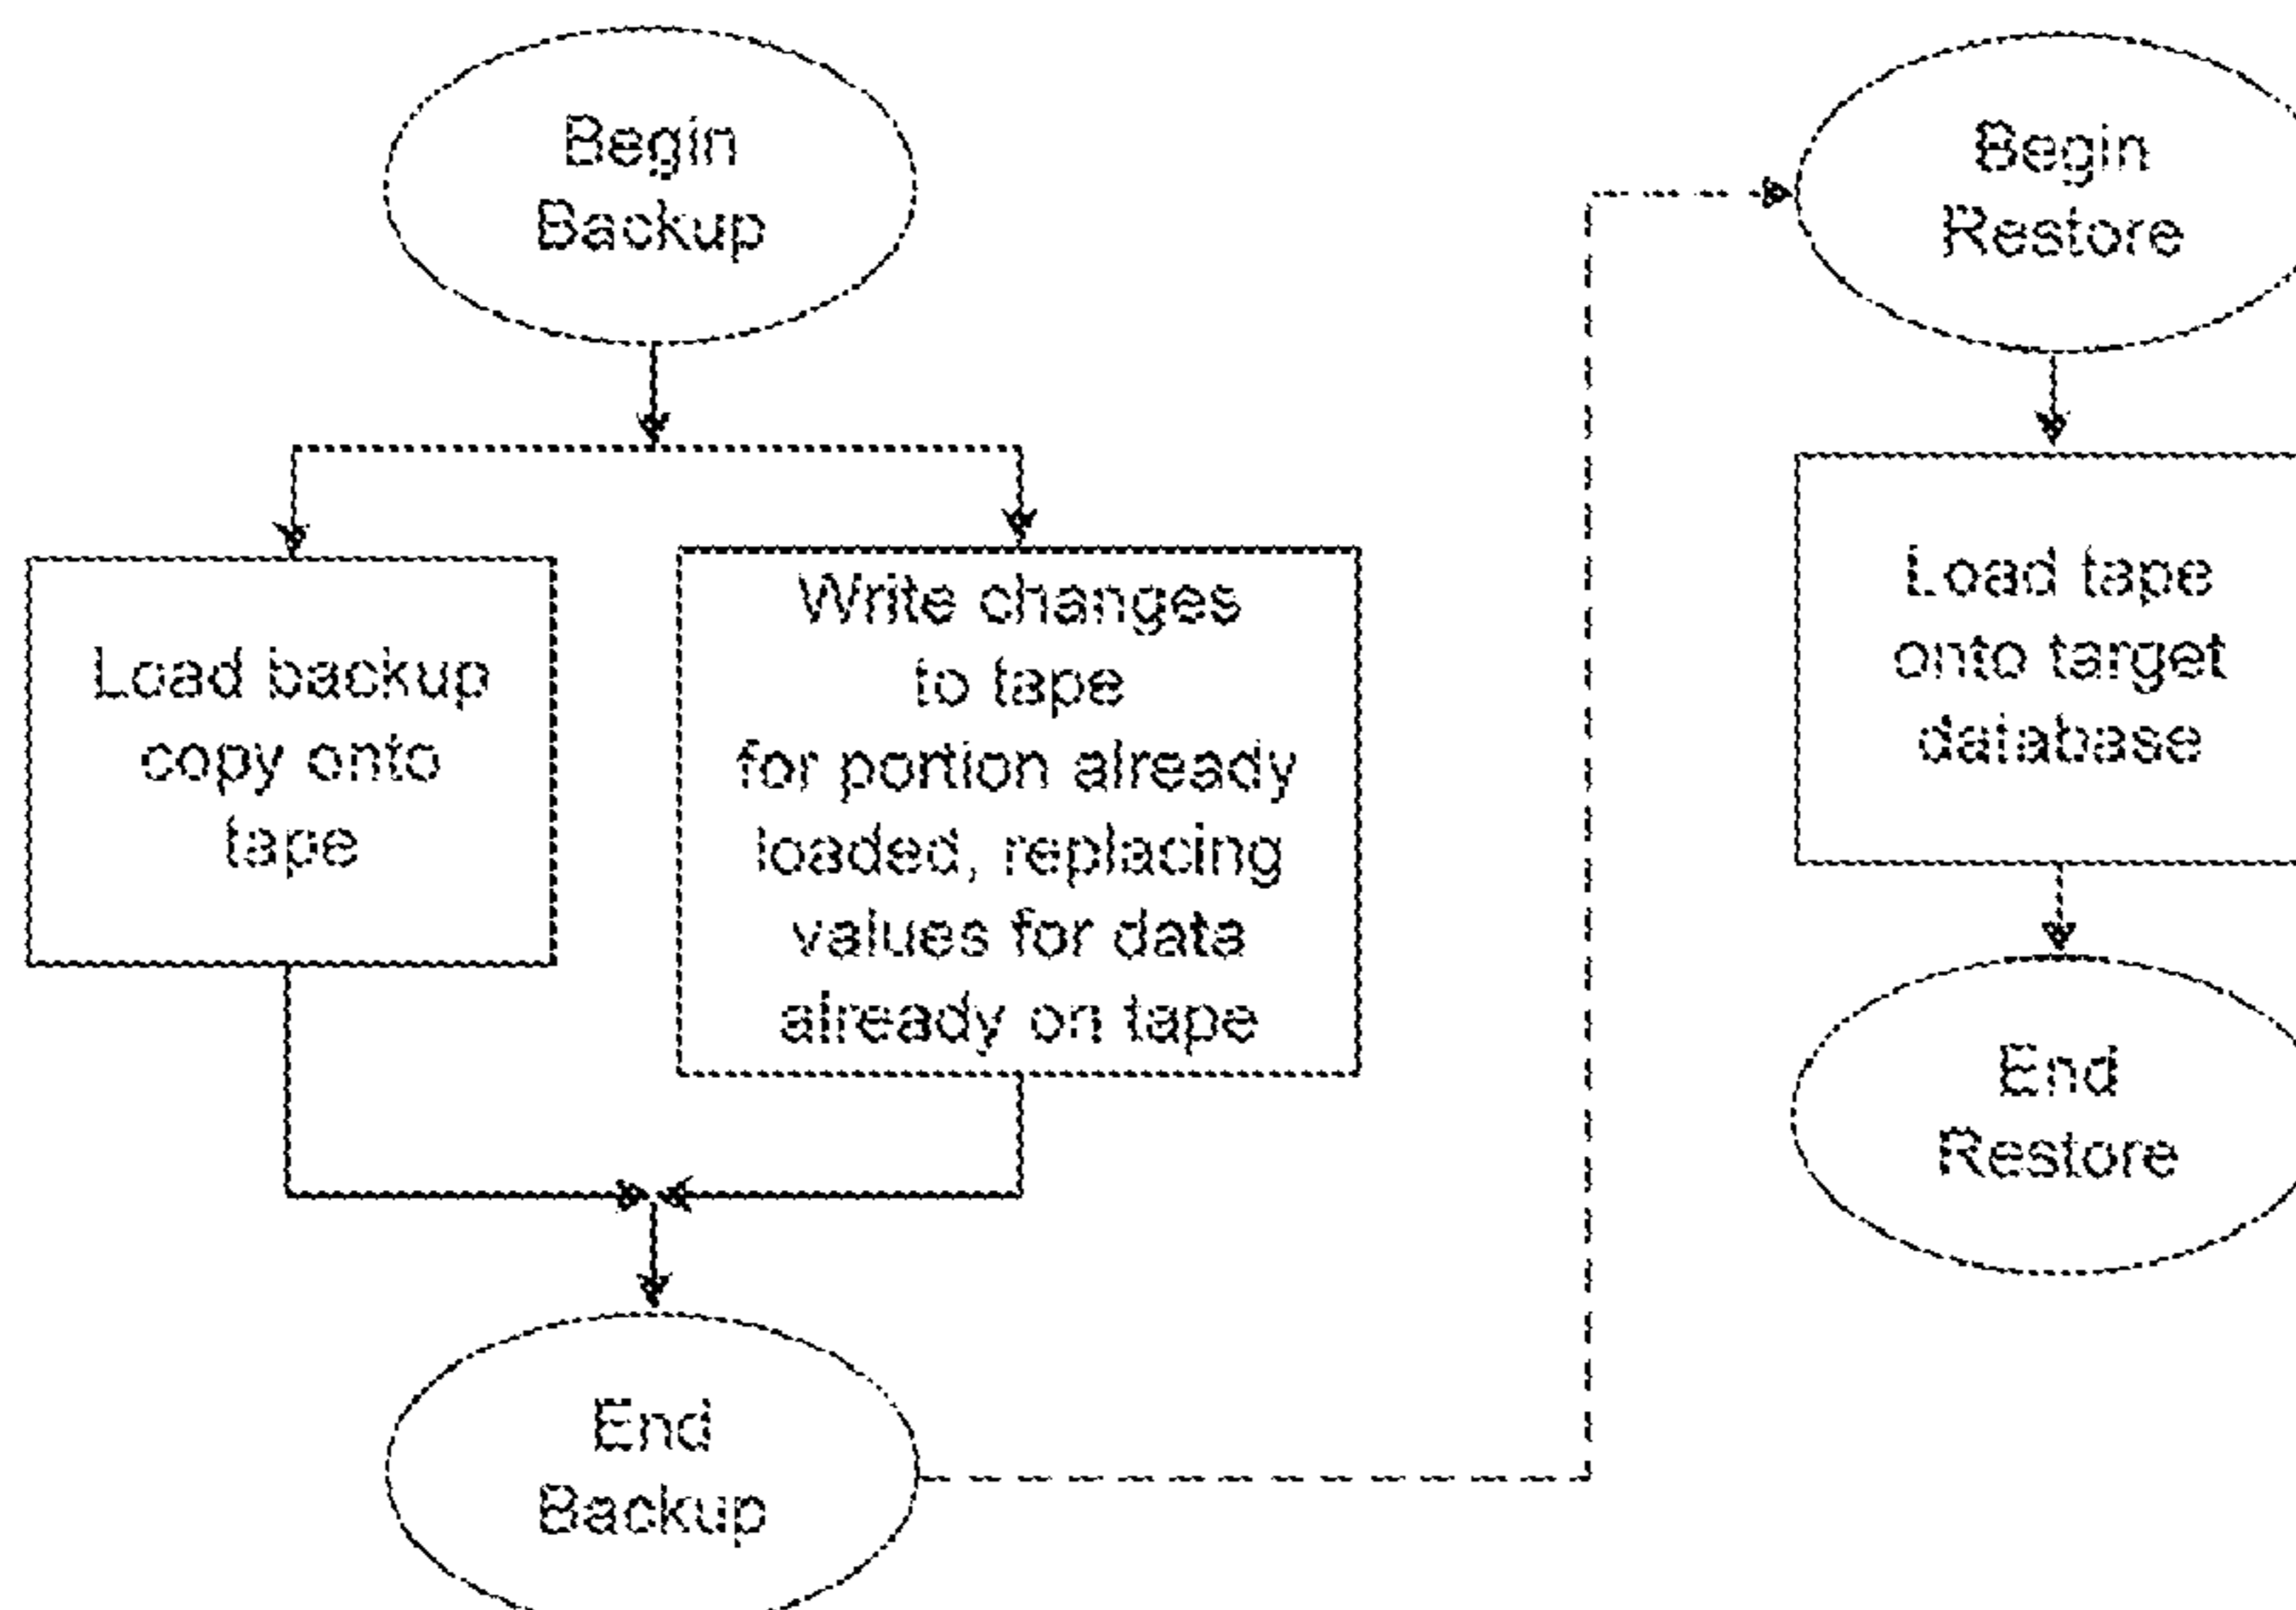 Begin
Backup
Load backup
copy onto
tape
Write changes
to tape
for portion already
loaded, replacing
values for data
already on tape
End
Backup
Begin
Restore
Load tape
onto target
database
End
Restore